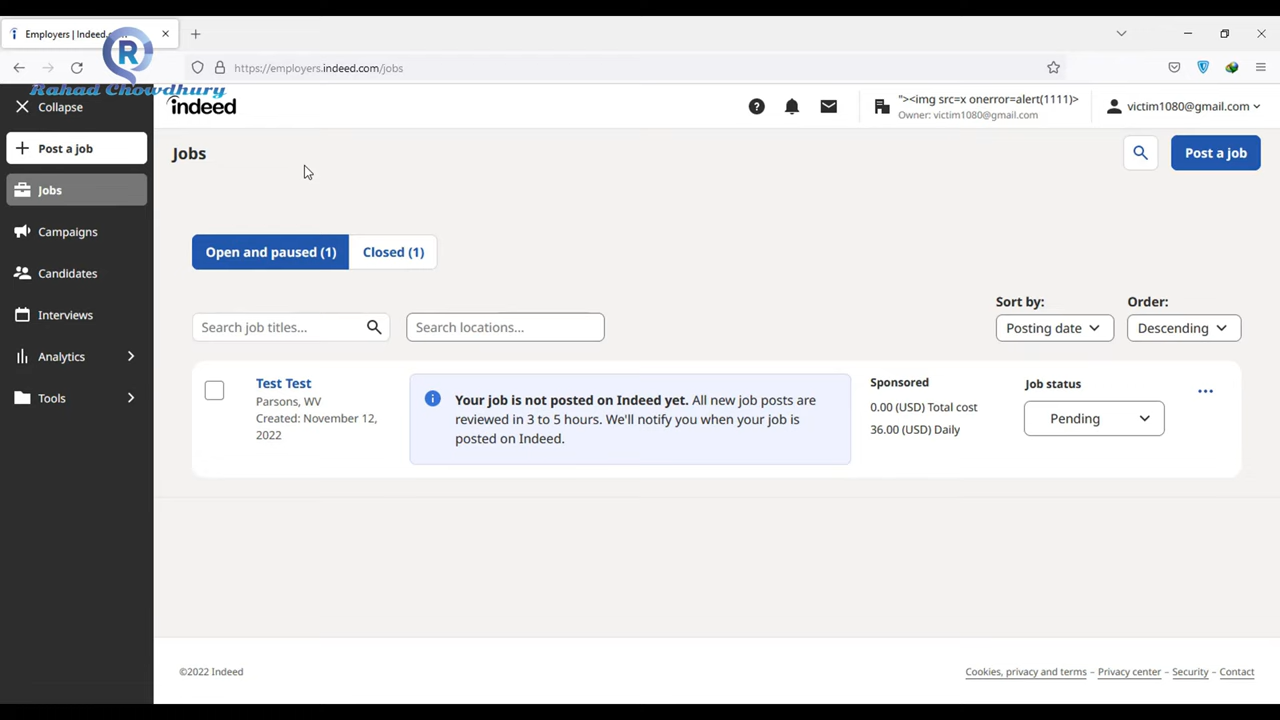 Employers | Indeed.c
R
Rahad Chowdhury
https://employers.indeed.com/jobs
Collapse
indeed
"><img src=x onerror=alert(1111)>
Owner: victim1080@gmail.com
victim1080@gmail.com
Post a job
Jobs
Post a job
Jobs
Campaigns
Candidates
Interviews
Analytics
Tools
Open and paused (1)
Closed (1)
Sort by:
Order:
Search job titles...
Search locations...
Posting date
Descending
Test Test
Parsons, WV
Created: November 12,
2022
Your job is not posted on Indeed yet. All new job posts are
reviewed in 3 to 5 hours. We'll notify you when your job is
posted on Indeed.
Sponsored
0.00 (USD) Total cost
36.00 (USD) Daily
Job status
Pending
©2022 Indeed
Cookies, privacy and terms – Privacy center – Security – Contact